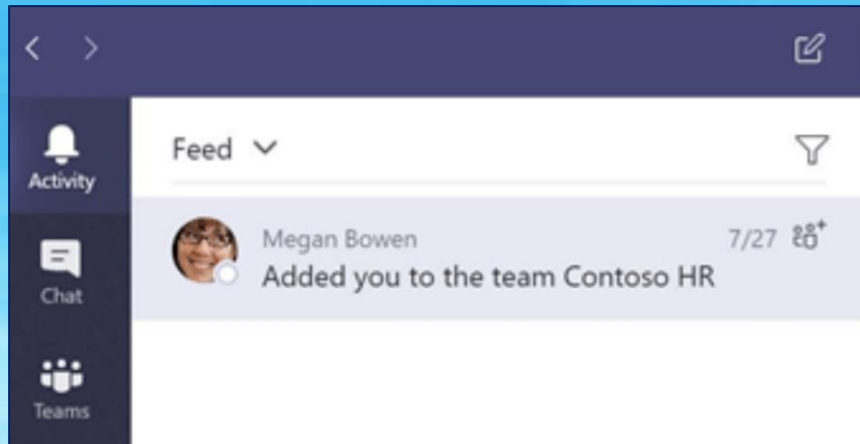 Activity
Feed
Megan Bowen 7/27
Added you to the team Contoso HR
Chat
Teams